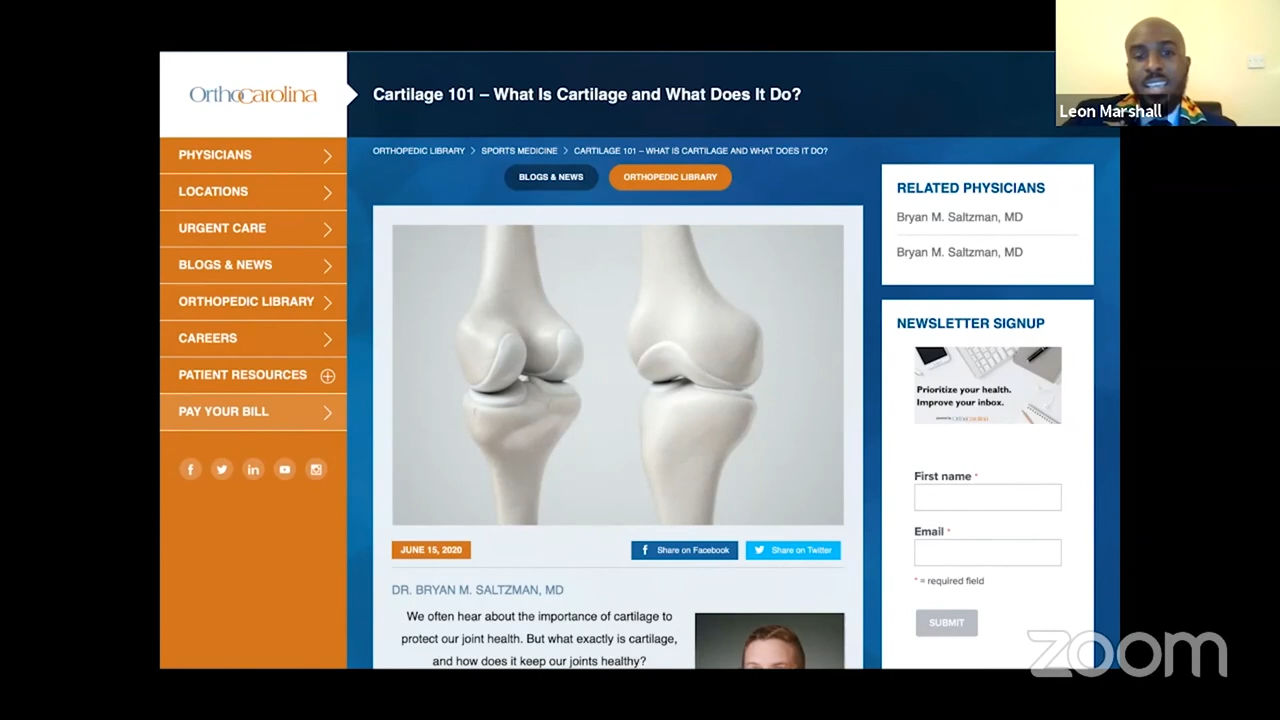 OrthoCarolina
Cartilage 101 – What Is Cartilage and What Does It Do?
Leon Marshall
PHYSICIANS
LOCATIONS
URGENT CARE
BLOGS & NEWS
ORTHOPEDIC LIBRARY
CAREERS
PATIENT RESOURCES
PAY YOUR BILL
ORTHOPEDIC LIBRARY > SPORTS MEDICINE > CARTILAGE 101 – WHAT IS CARTILAGE AND WHAT DOES IT DO?
BLOGS & NEWS
ORTHOPEDIC LIBRARY
JUNE 15, 2020
Share on Facebook
Share on Twitter
DR. BRYAN M. SALTZMAN, MD
We often hear about the importance of cartilage to
protect our joint health. But what exactly is cartilage,
and how does it keep our joints healthy?
RELATED PHYSICIANS
Bryan M. Saltzman, MD
Bryan M. Saltzman, MD
NEWSLETTER SIGNUP
Prioritize your health.
Improve your inbox.
OrthoCarolina
First name *
Email *
* = required field
SUBMIT
zoom